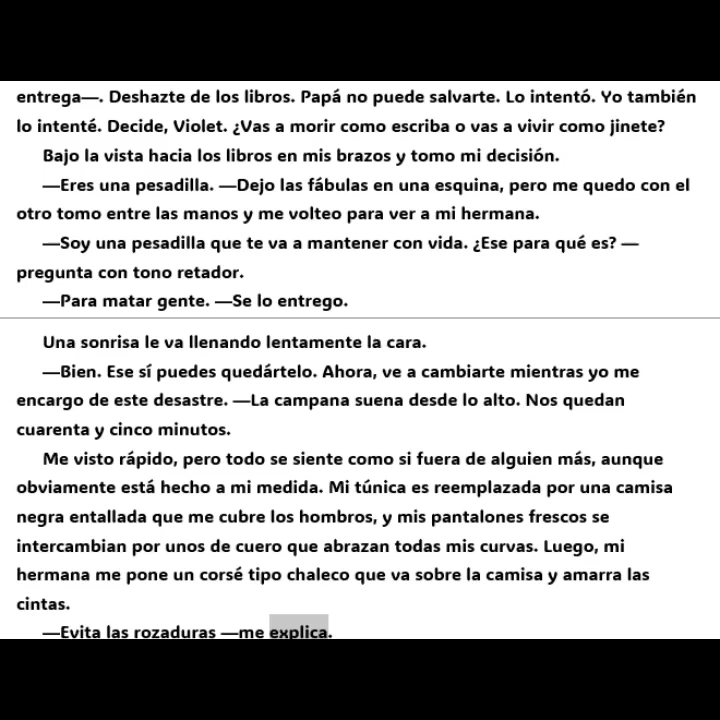 entrega—. Deshazte de los libros. Papá no puede salvarte. Lo intentó. Yo también
lo intenté. Decide, Violet. ¿Vas a morir como escriba o vas a vivir como jinete?
Bajo la vista hacia los libros en mis brazos y tomo mi decisión.
—Eres una pesadilla. —Dejo las fábulas en una esquina, pero me quedo con el
otro tomo entre las manos y me volteo para ver a mi hermana.
—Soy una pesadilla que te va a mantener con vida. ¿Ese para qué es? —
pregunta con tono retador.
—Para matar gente. —Se lo entrego.
Una sonrisa le va llenando lentamente la cara.
—Bien. Ese sí puedes quedártelo. Ahora, ve a cambiarte mientras yo me
encargo de este desastre. —La campana suena desde lo alto. Nos quedan
cuarenta y cinco minutos.
Me visto rápido, pero todo se siente como si fuera de alguien más, aunque
obviamente está hecho a mi medida. Mi túnica es reemplazada por una camisa
negra entallada que me cubre los hombros, y mis pantalones frescos se
intercambian por unos de cuero que abrazan todas mis curvas. Luego, mi
hermana me pone un corsé tipo chaleco que va sobre la camisa y amarra las
cintas.
—Evita las rozaduras —me explica.